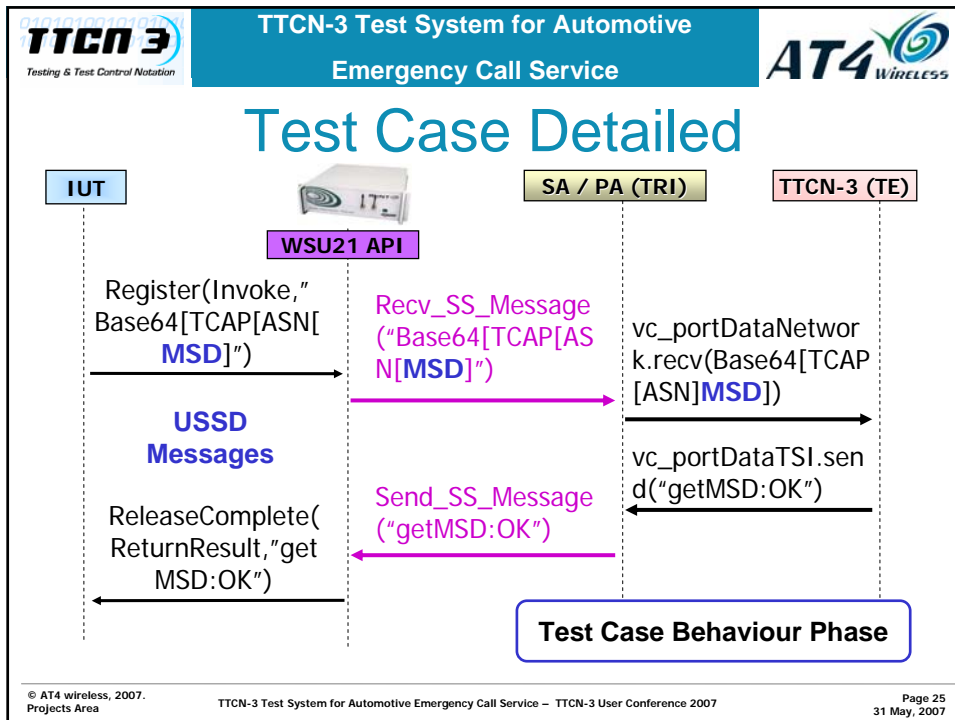 TTCN 3
Testing & Test Control Notation
TTCN-3 Test System for Automotive
Emergency Call Service
AT4 WIRELESS
Test Case Detailed
IUT
WSU21 API
SA / PA (TRI)
TTCN-3 (TE)
Register(Invoke,"
Base64[TCAP[ASN[
MSD]")
Recv_SS_Message
("Base64[TCAP[AS
N[MSD]")
vc_portDataNetwor
k.recv(Base64[TCAP
[ASN]MSD])
USSD
Messages
vc_portDataTSI.sen
d("getMSD:OK")
Send_SS_Message
("getMSD:OK")
ReleaseComplete(
ReturnResult,"get
MSD:OK")
Test Case Behaviour Phase
© AT4 wireless, 2007.
Projects Area
TTCN-3 Test System for Automotive Emergency Call Service – TTCN-3 User Conference 2007
Page 25
31 May, 2007